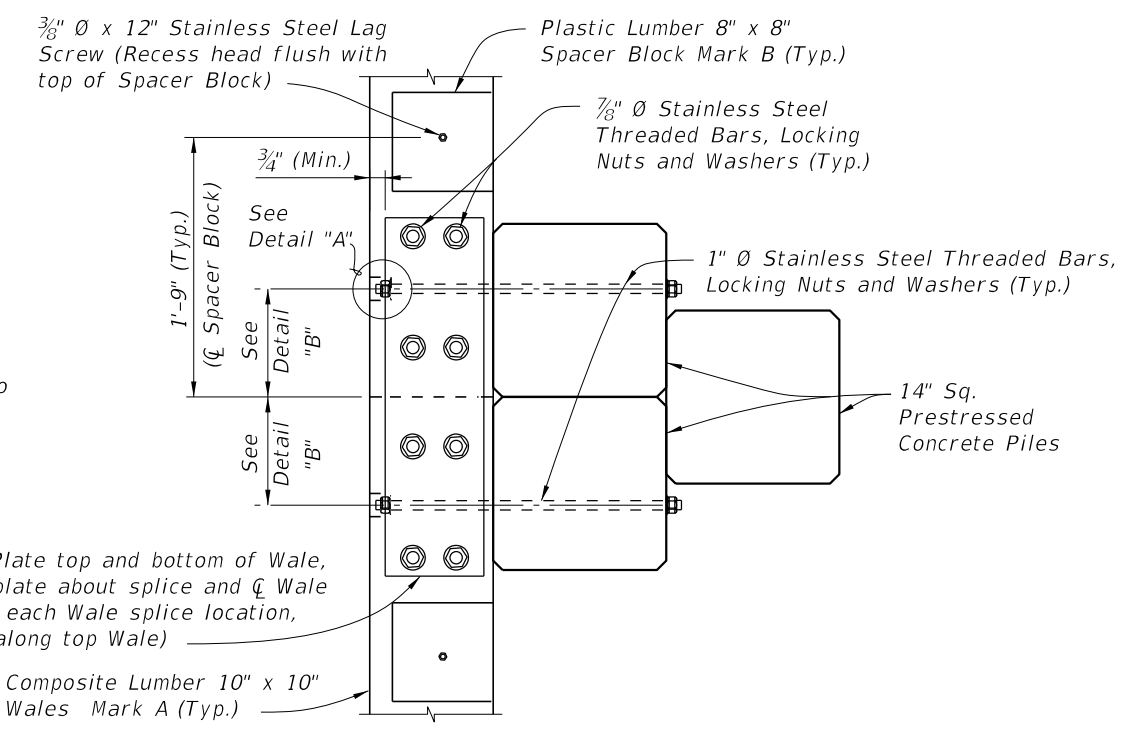 ⅜" Ø x 12" Stainless Steel Lag
Screw (Recess head flush with
top of Spacer Block)
Plastic Lumber 8" x 8"
Spacer Block Mark B (Typ.)
⅞" Ø Stainless Steel
Threaded Bars, Locking
Nuts and Washers (Typ.)
¾" (Min.)
1'-9" (Typ.)
(℄ Spacer Block)
See
Detail "A"
1" Ø Stainless Steel Threaded Bars,
Locking Nuts and Washers (Typ.)
See
Detail
"B"
See
Detail
"B"
14" Sq.
Prestressed
Concrete Piles
o
Plate top and bottom of Wale,
plate about splice and ℄ Wale
each Wale splice location,
along top Wale)
Composite Lumber 10" x 10"
Wales Mark A (Typ.)